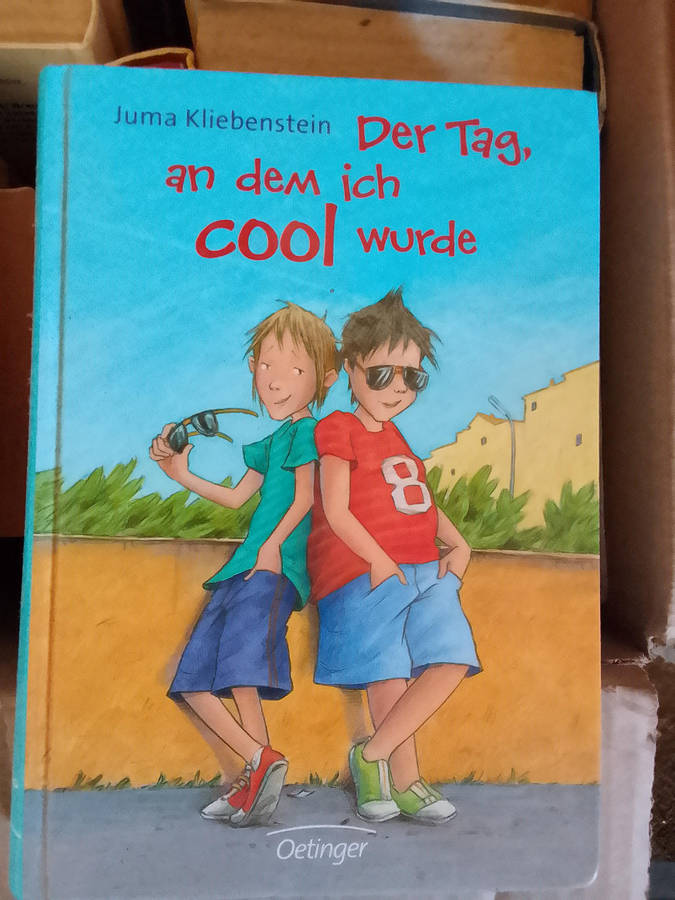 Juma Kliebenstein
Der Tag,
an dem ich
cool wurde
8
Oetinger